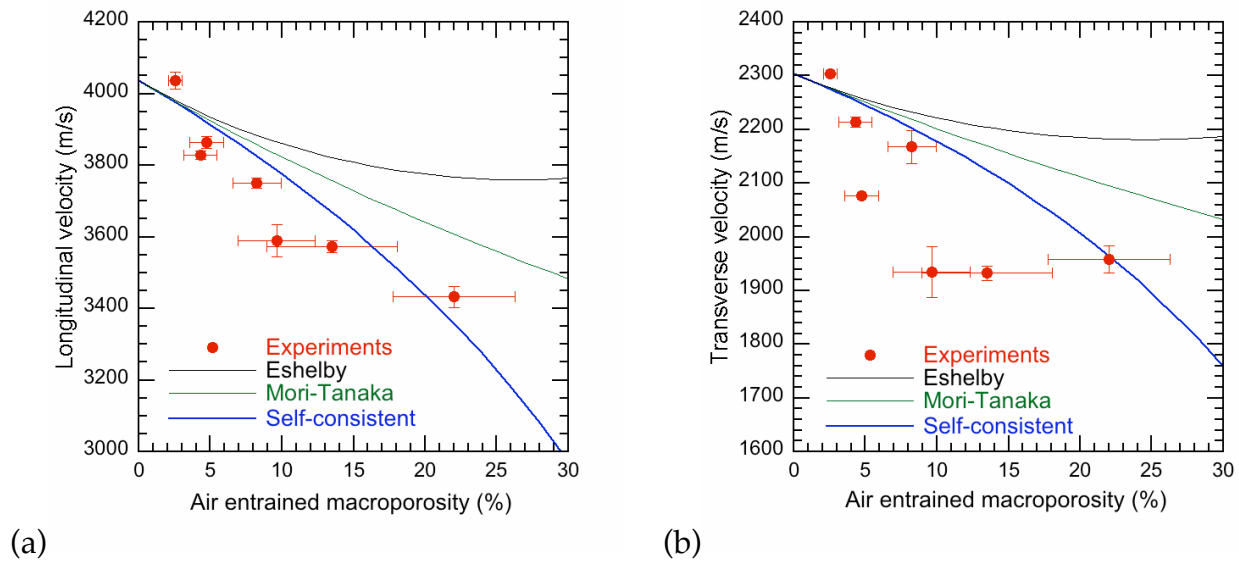 4200
4000
3800
3600
3400
3200
3000
Longitudinal velocity (m/s)
Experiments
Eshelby
Mori-Tanaka
Self-consistent
0 5 10 15 20 25 30
Air entrained macroporosity (%)
(a)
2400
2300
2200
2100
2000
1900
1800
1700
1600
Transverse velocity (m/s)
Experiments
Eshelby
Mori-Tanaka
Self-consistent
0 5 10 15 20 25 30
Air entrained macroporosity (%)
(b)